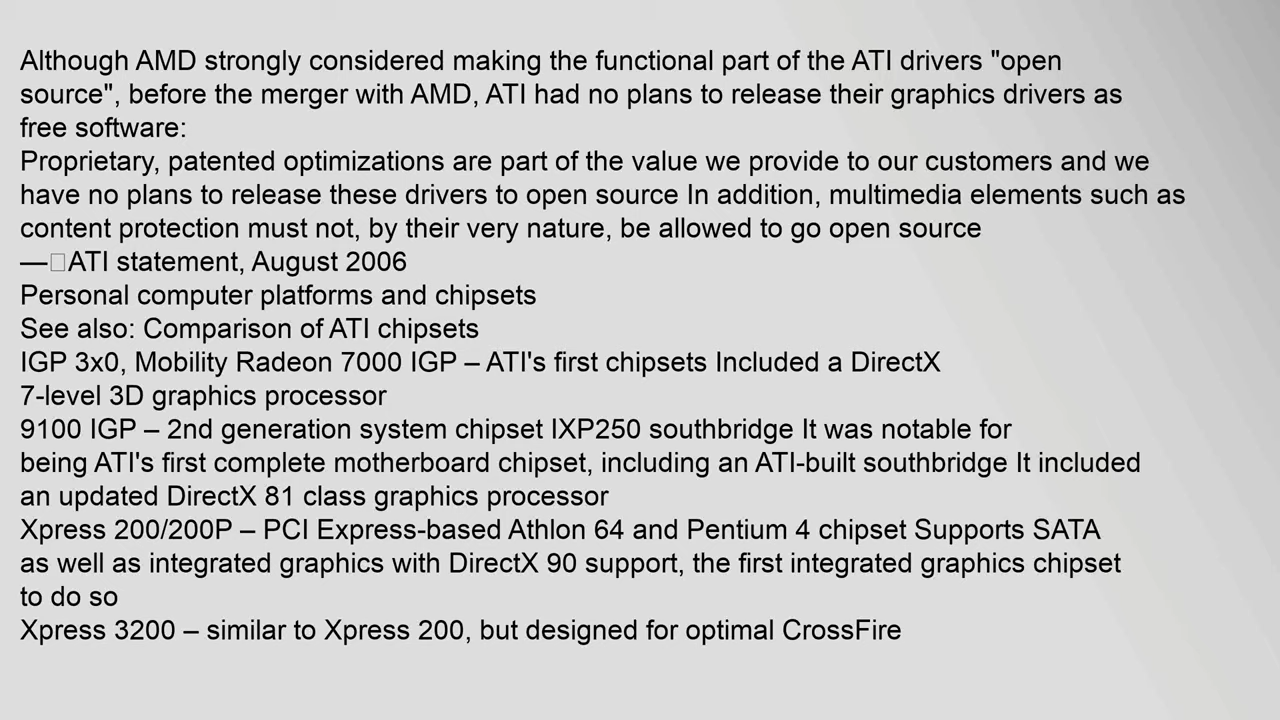 Although AMD strongly considered making the functional part of the ATI drivers "open
source", before the merger with AMD, ATI had no plans to release their graphics drivers as
free software:
Proprietary, patented optimizations are part of the value we provide to our customers and we
have no plans to release these drivers to open source In addition, multimedia elements such as
content protection must not, by their very nature, be allowed to go open source
—□ATI statement, August 2006
Personal computer platforms and chipsets
See also: Comparison of ATI chipsets
IGP 3x0, Mobility Radeon 7000 IGP – ATI's first chipsets Included a DirectX
7-level 3D graphics processor
9100 IGP – 2nd generation system chipset IXP250 southbridge It was notable for
being ATI's first complete motherboard chipset, including an ATI-built southbridge It included
an updated DirectX 81 class graphics processor
Xpress 200/200P – PCI Express-based Athlon 64 and Pentium 4 chipset Supports SATA
as well as integrated graphics with DirectX 90 support, the first integrated graphics chipset
to do so
Xpress 3200 – similar to Xpress 200, but designed for optimal CrossFire